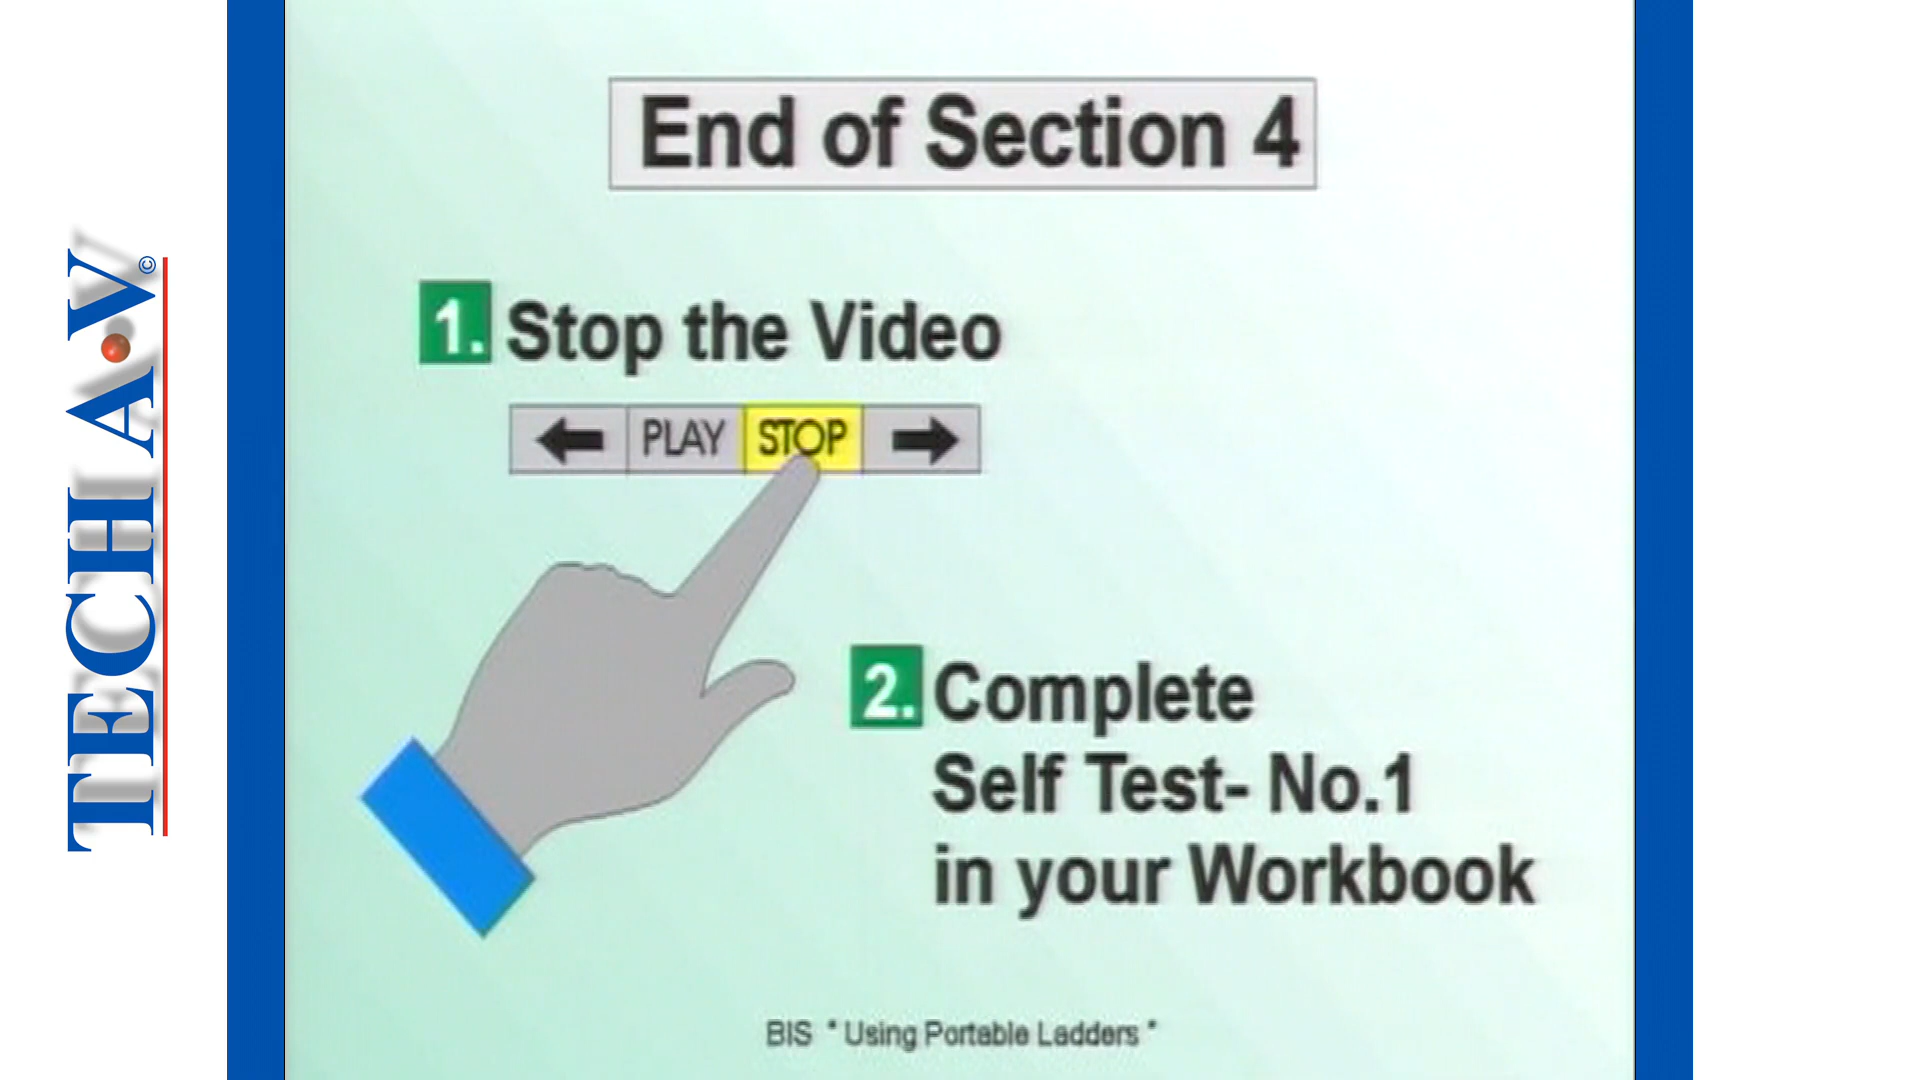 TECH A.V ©
End of Section 4
1. Stop the Video
PLAY STOP
2. Complete
Self Test- No.1
in your Workbook
BIS " Using Portable Ladders "